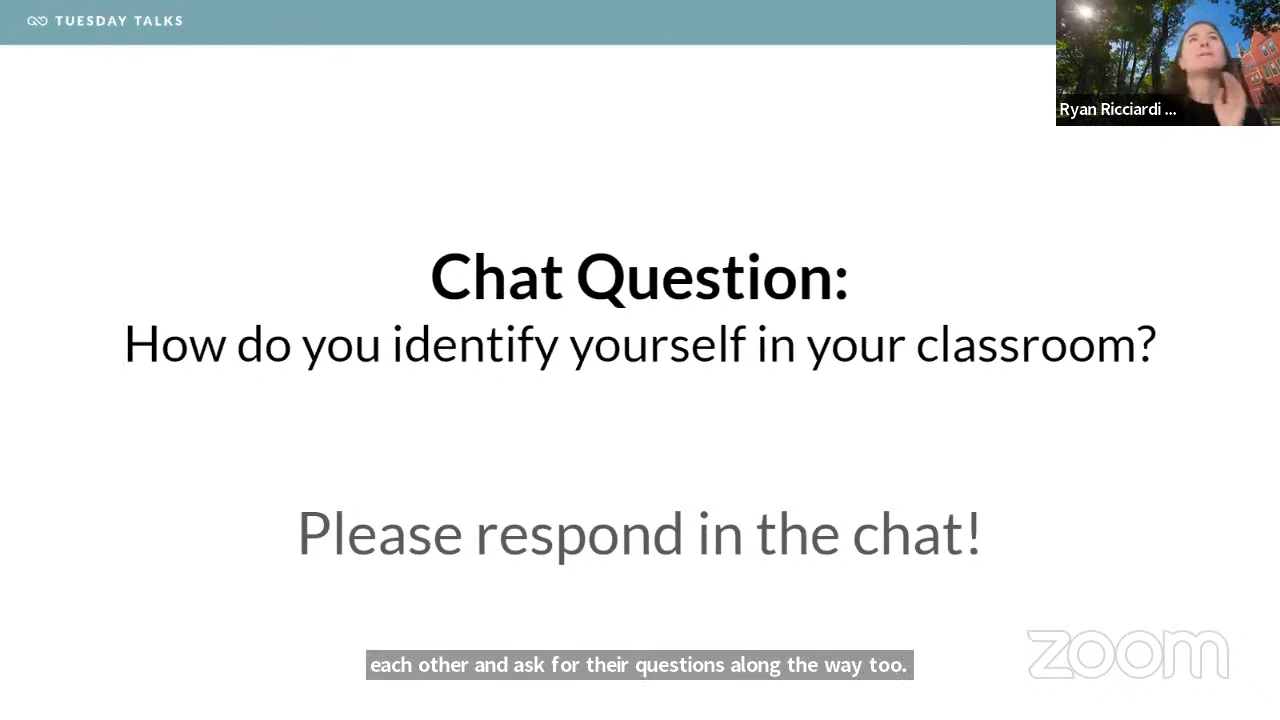 TUESDAY TALKS
Ryan Ricciardi ...
Chat Question:
How do you identify yourself in your classroom?
Please respond in the chat!
each other and ask for their questions along the way too.
zoom